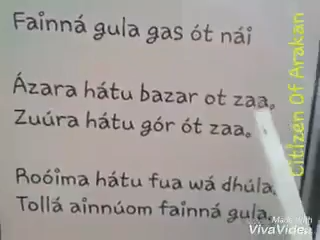 Fainná gula gas ót nái
Ázara hátu bazar ot zaa,
Zuúra hátu gór ót zaa.
Roóima hátu fua wá dhúla,
Tollá ainnúom fainná gula.
Citizen Of Arakan
Made with
VivaVideo